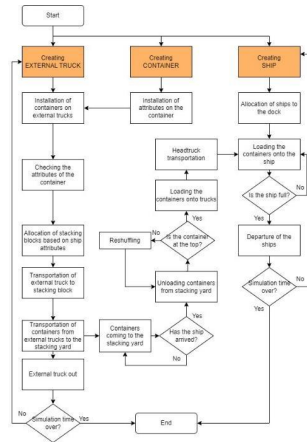 Start
Creating
EXTERNAL TRUCK
Creating
CONTAINER
Creating
SHIP
Installation of
containers on
external trucks
Installation of
attributes on the
container
Allocation of ships to
the dock
Headtruck
transportation
Loading the
containers onto the
ship
Checking the
attributes of the
container
Loading the
containers onto trucks
Is the ship full?
No
Yes
Yes
Allocation of stacking
blocks based on ship
attributes
Reshuffling
No
Is the container
at the top?
Departure of the
ships
Transportation of
external truck to
stacking block
Unloading containers
from stacking yard
Simulation time
over?
No
Yes
Yes
Transportation of
containers from
external trucks to the
stacking yard
Containers
coming to the
stacking yard
Has the ship
arrived?
No
External truck out
No
Simulation time
over?
Yes
End